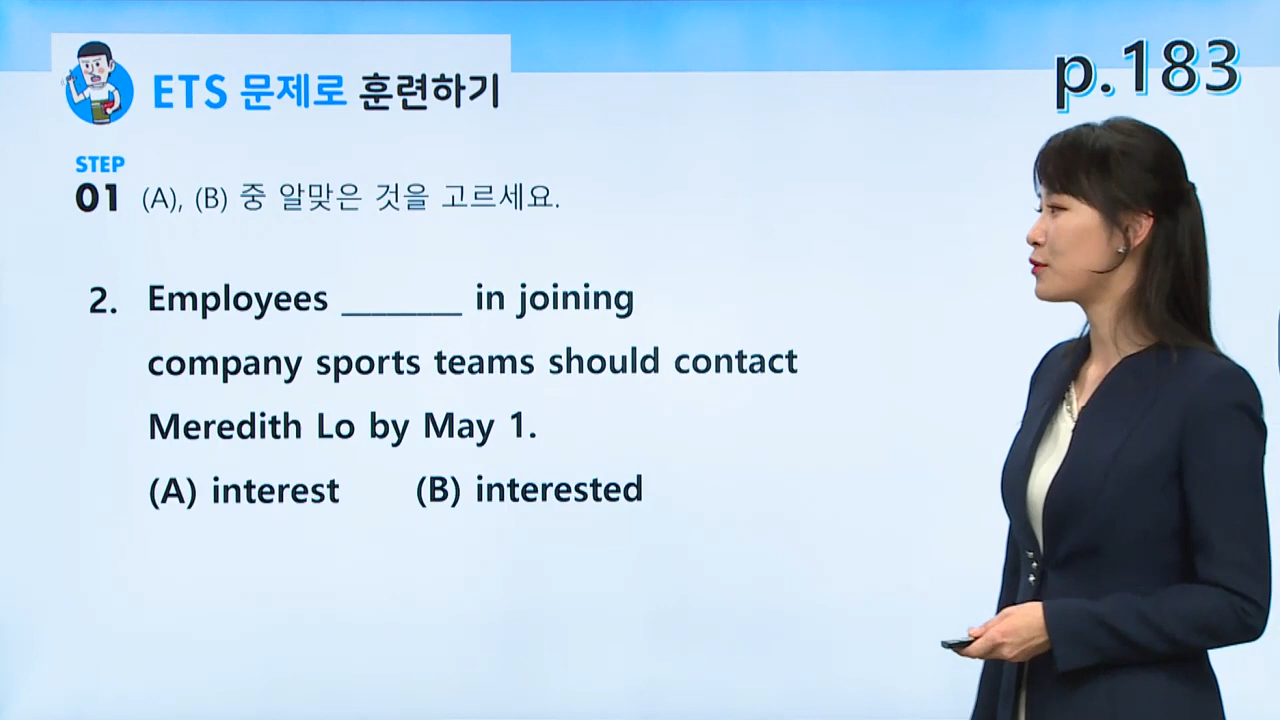 ETS 문제로 훈련하기
p.183
STEP
01 (A), (B) 중 알맞은 것을 고르세요.
2. Employees _______ in joining
company sports teams should contact
Meredith Lo by May 1.
(A) interest (B) interested